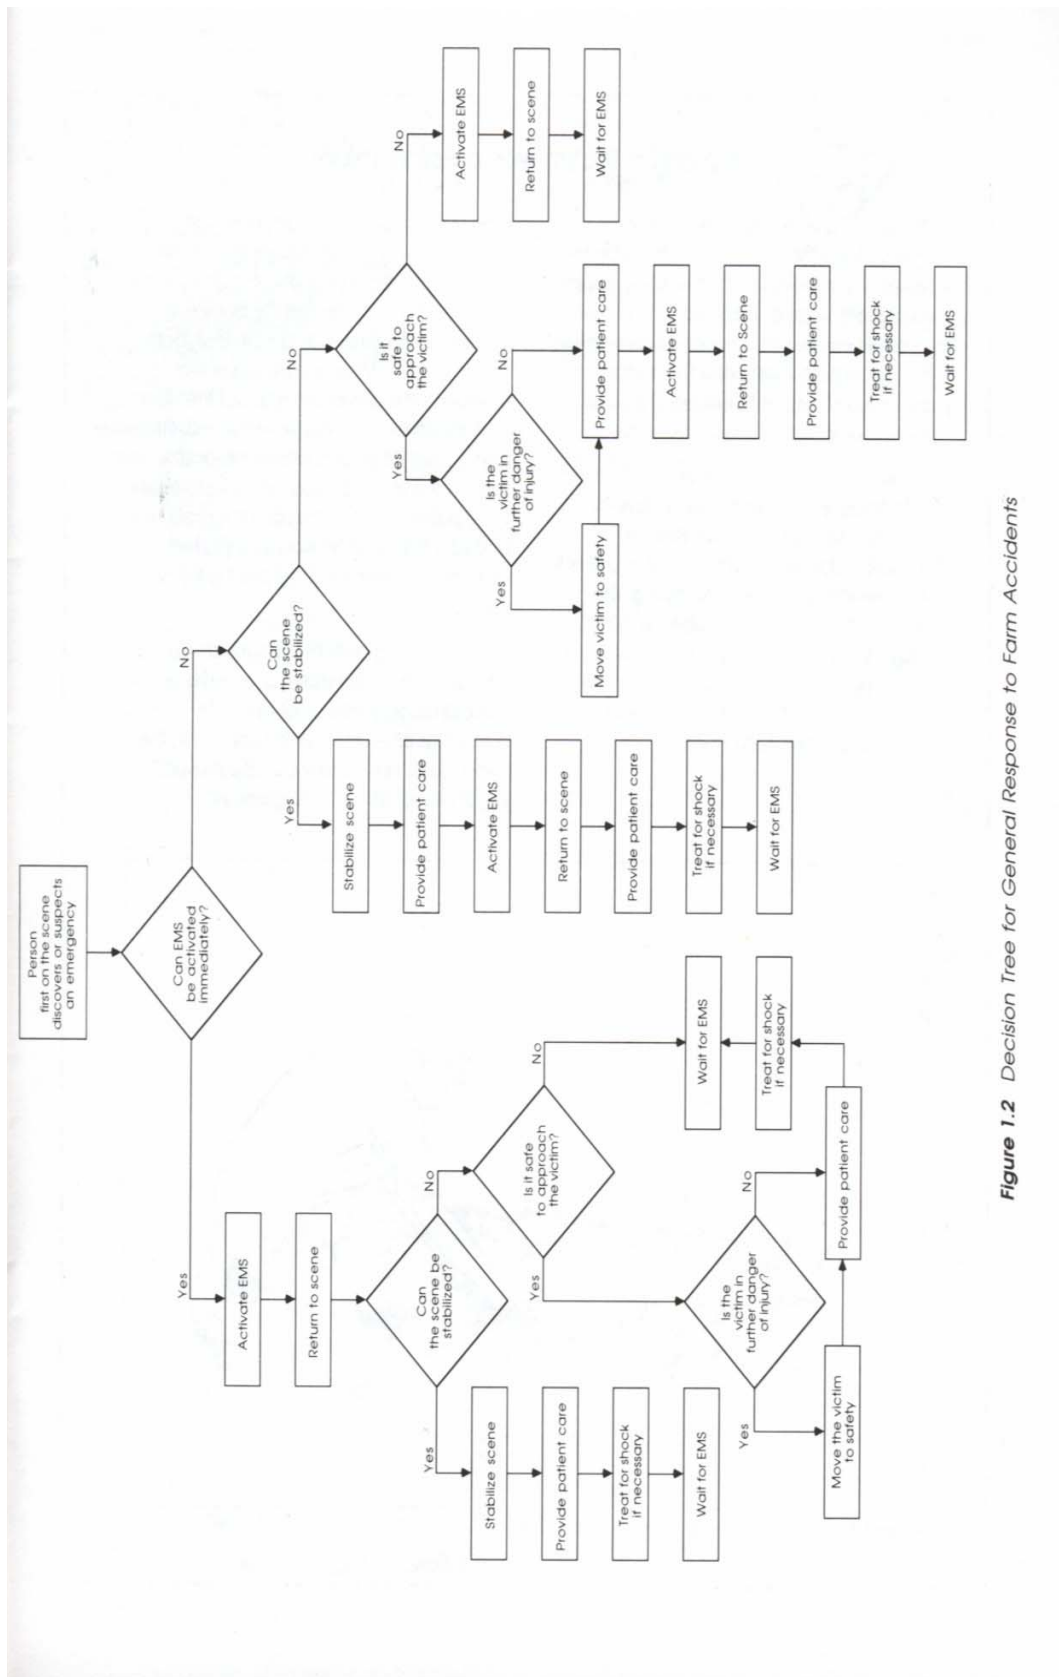 Person
first on the scene
discovers or suspects
an emergency
Can EMS
be activated
immediately?
Yes
No
Activate EMS
Return to scene
Can
the scene be
stabilized?
Yes
No
Stabilize scene
Provide patient care
Treat for shock
if necessary
Wait for EMS
Is it safe
to approach
the victim?
Yes
No
Is the
victim in
further danger
of injury?
Yes
No
Move the victim
to safety
Provide patient care
Treat for shock
if necessary
Wait for EMS
Can
the scene
be stabilized?
Yes
No
Stabilize scene
Provide patient care
Activate EMS
Return to scene
Provide patient care
Treat for shock
if necessary
Wait for EMS
Is it
safe to
approach
the victim?
Yes
No
Is the
victim in
further danger
of injury?
Yes
No
Move victim to safety
Provide patient care
Activate EMS
Return to Scene
Provide patient care
Treat for shock
if necessary
Wait for EMS
Activate EMS
Return to scene
Wait for EMS
Figure 1.2 Decision Tree for General Response to Farm Accidents